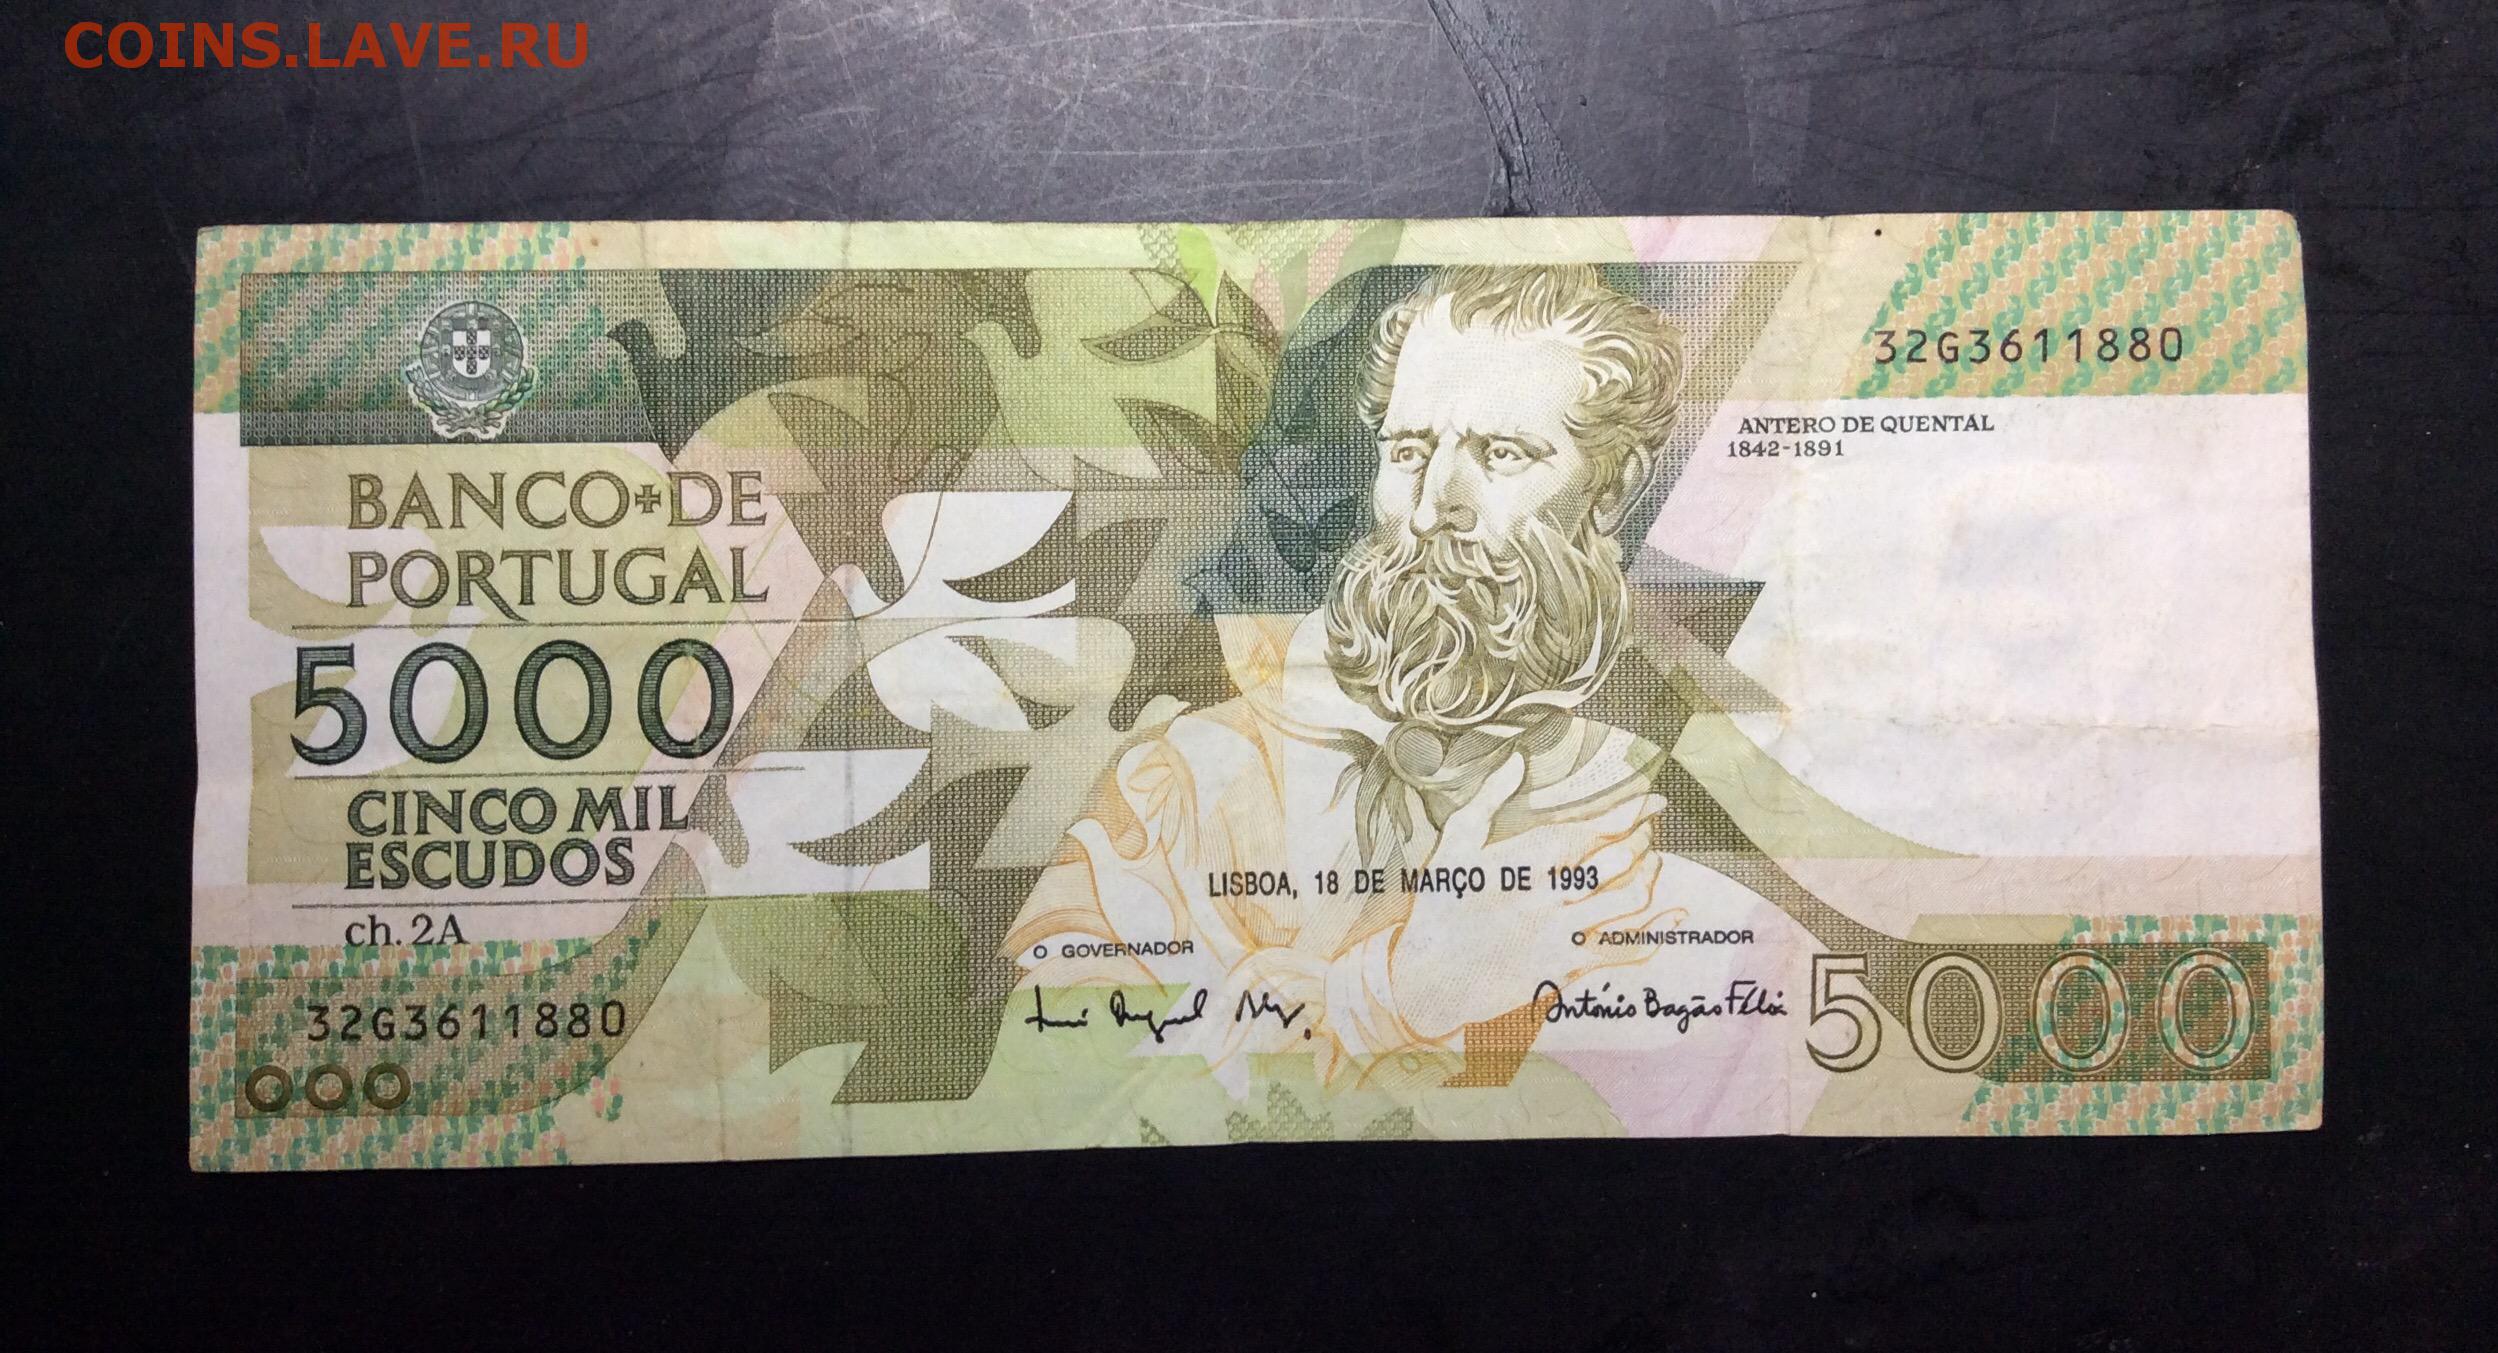 COINS.LAVE.RU
32G3611880
ANTERO DE QUENTAL
1842-1891
BANCO+DE
PORTUGAL
5000
CINCO MIL
ESCUDOS
ch. 2A
LISBOA, 18 DE MARÇO DE 1993
O GOVERNADOR
O ADMINISTRADOR
António Bagão Félix
5000
32G3611880
000